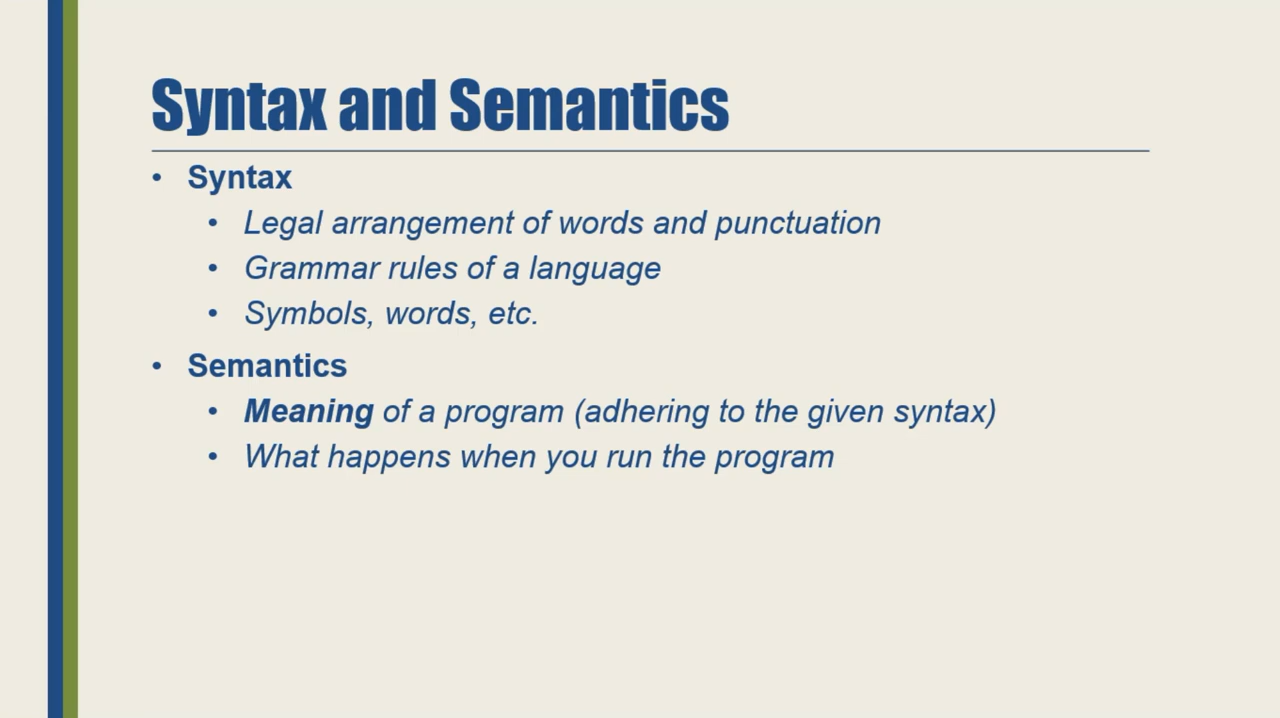 Syntax and Semantics
• Syntax
• Legal arrangement of words and punctuation
• Grammar rules of a language
• Symbols, words, etc.
• Semantics
• Meaning of a program (adhering to the given syntax)
• What happens when you run the program